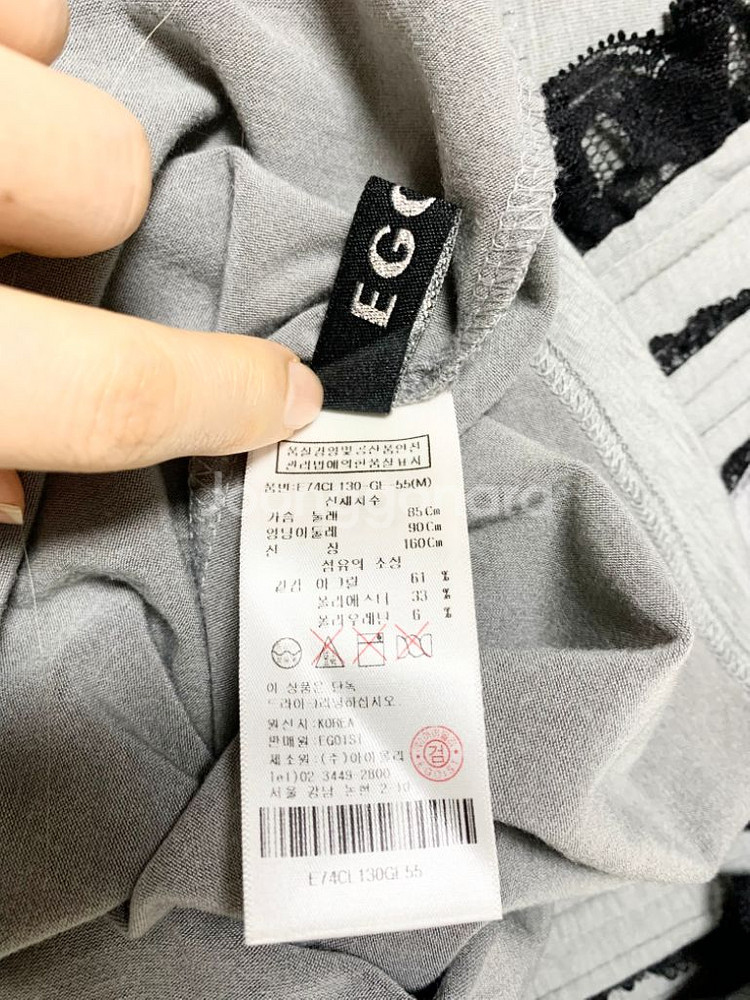 EGO
품질경영및공산품안전
관리법에의한품질표시
품번:E74CL130-GL-55(M)
신체치수
가슴 둘레 85Cm
엉덩이둘레 90Cm
신 장 160Cm
섬유의 조성
겉감 아크릴 61 %
폴리에스터 33 %
폴리우레탄 6 %
이 상품은 단독
드라이크리닝하십시오.
원산지:KOREA
판매원:EGOIST
제조원:(주)아이올리
Tel)02 3449-2800
서울 강남 논현
검
E74CL130GL55